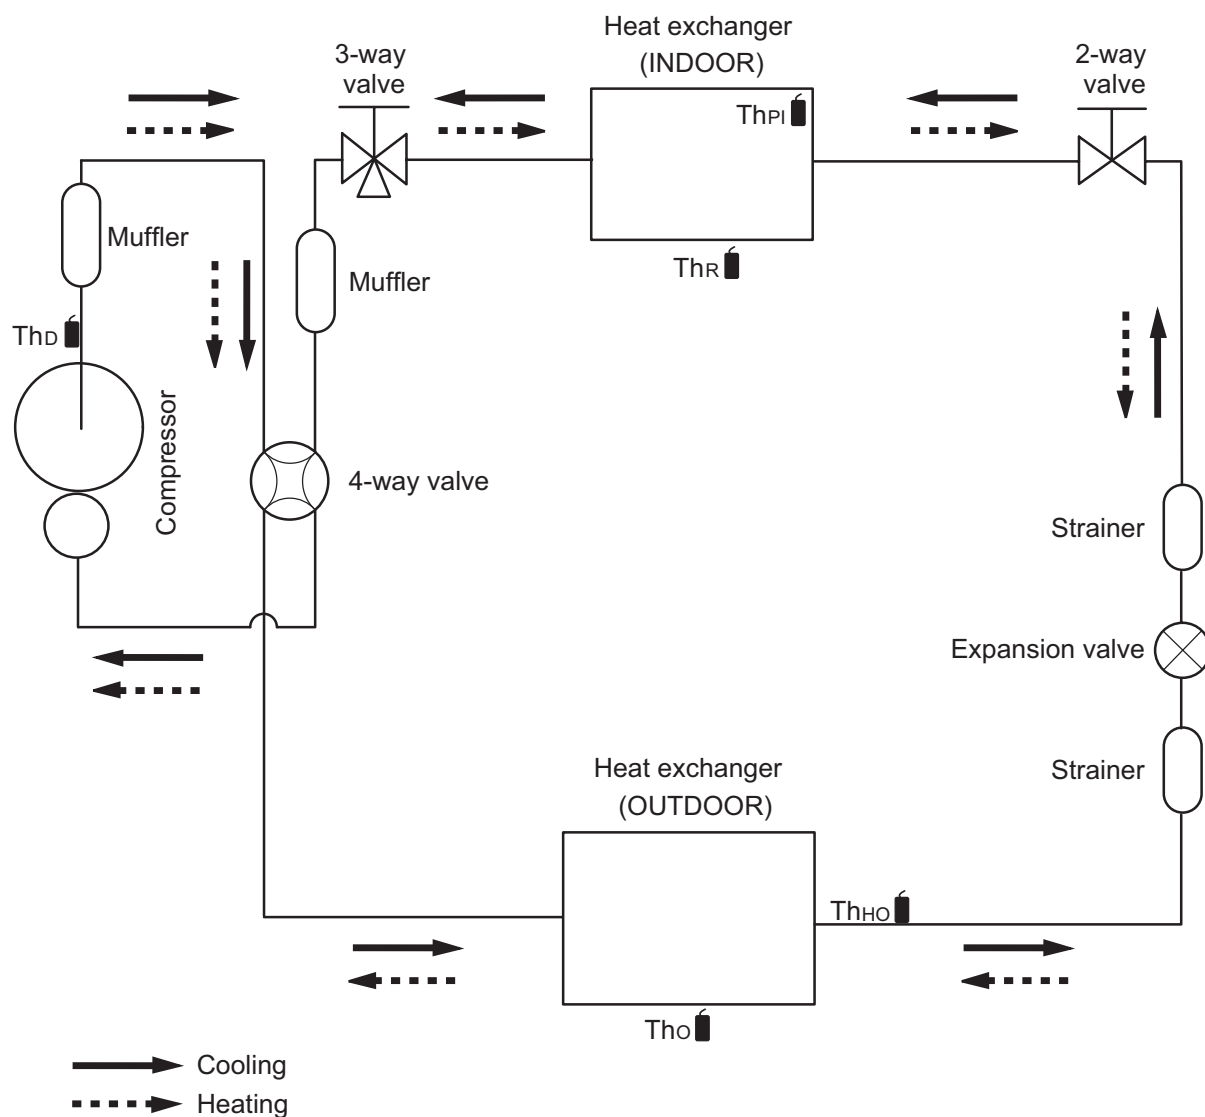 Heat exchanger
(INDOOR)
3-way
valve
2-way
valve
ThPI
Muffler
ThR
Muffler
ThD
Compressor
4-way valve
Strainer
Expansion valve
Strainer
Heat exchanger
(OUTDOOR)
ThHO
ThO
Cooling
Heating